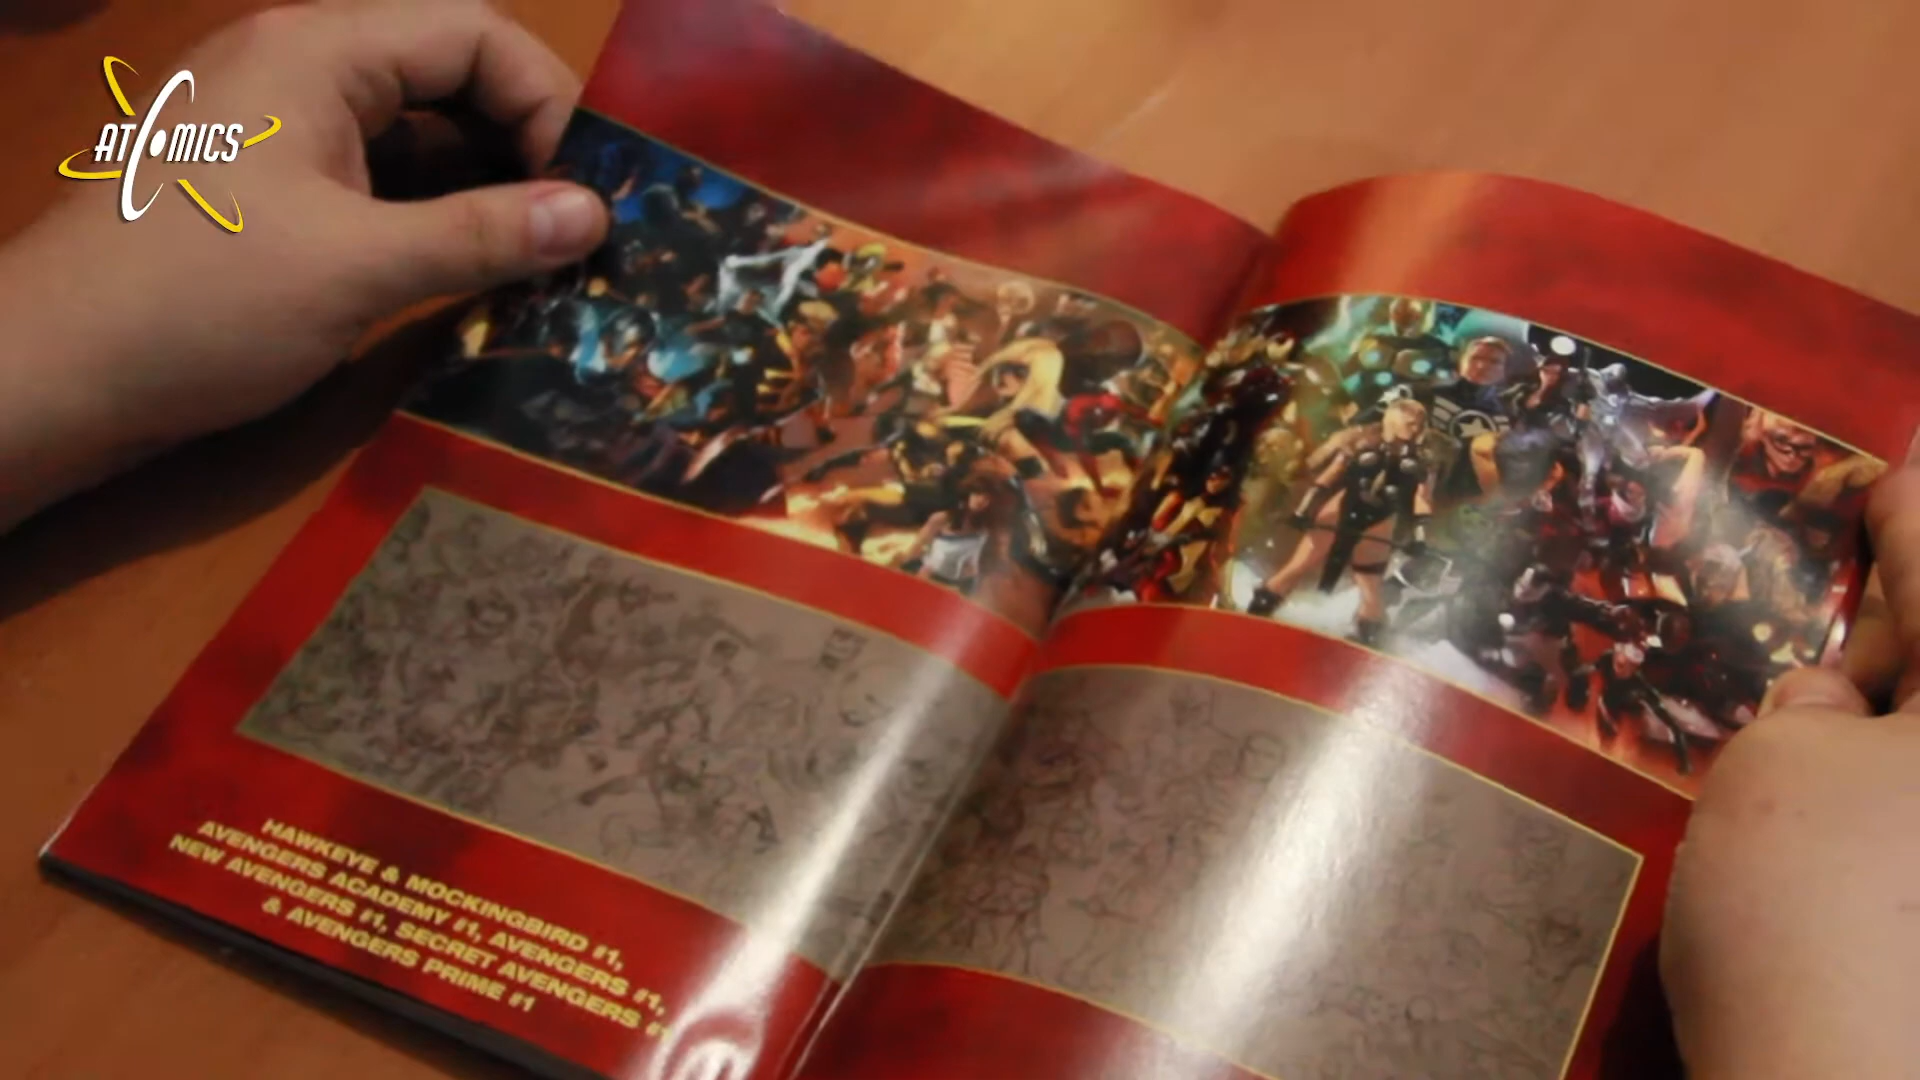 ATOMICS
HAWKEYE & MOCKINGBIRD #1,
AVENGERS ACADEMY #1, AVENGERS #1,
NEW AVENGERS #1, SECRET AVENGERS #1
& AVENGERS PRIME #1